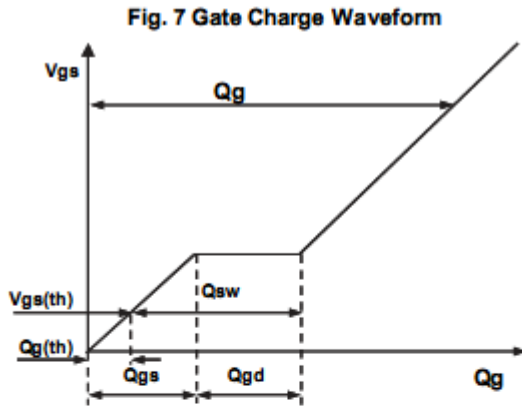 Fig. 7 Gate Charge Waveform
Vgs
Qg
Vgs(th)
Qsw
Qg(th)
Qgs
Qgd
Qg